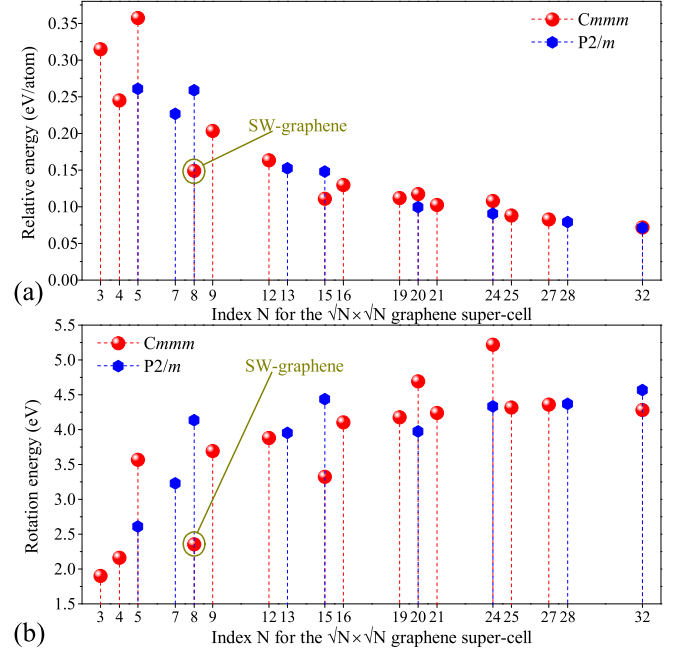 0.35
0.30
0.25
0.20
0.15
0.10
0.05
0.00
Relative energy (eV/atom)
Cmmm
P2/m
SW-graphene
3 4 5 7 8 9 12 13 15 16 19 20 21 24 25 27 28 32
(a)
Index N for the √N×√N graphene super-cell
5.5
5.0
4.5
4.0
3.5
3.0
2.5
2.0
1.5
Rotation energy (eV)
Cmmm
P2/m
SW-graphene
3 4 5 7 8 9 12 13 15 16 19 20 21 24 25 27 28 32
(b)
Index N for the √N×√N graphene super-cell